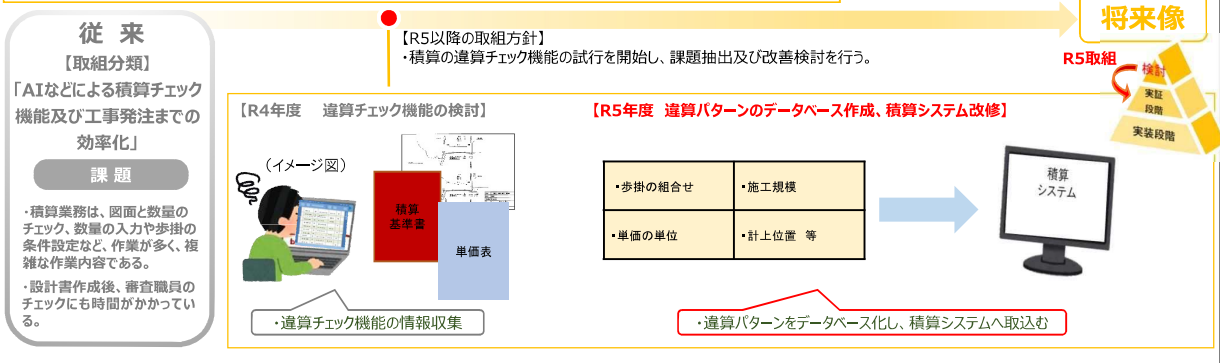 従 来
【取組分類】
「AIなどによる積算チェック
機能及び工事発注までの
効率化」
課 題
・積算業務は、図面と数量の
チェック、数量の入力や歩掛の
条件設定など、作業が多く、複
雑な作業内容である。
・設計書作成後、審査職員の
チェックにも時間がかかってい
る。
【R5以降の取組方針】
・積算の違算チェック機能の試行を開始し、課題抽出及び改善検討を行う。
将来像
R5取組
検討
実証
段階
実装段階
【R4年度 違算チェック機能の検討】
(イメージ図)
積算
基準書
単価表
・違算チェック機能の情報収集
【R5年度 違算パターンのデータベース作成、積算システム改修】
・歩掛の組合せ
・施工規模
・単価の単位
・計上位置 等
積算
システム
・違算パターンをデータベース化し、積算システムへ取込む